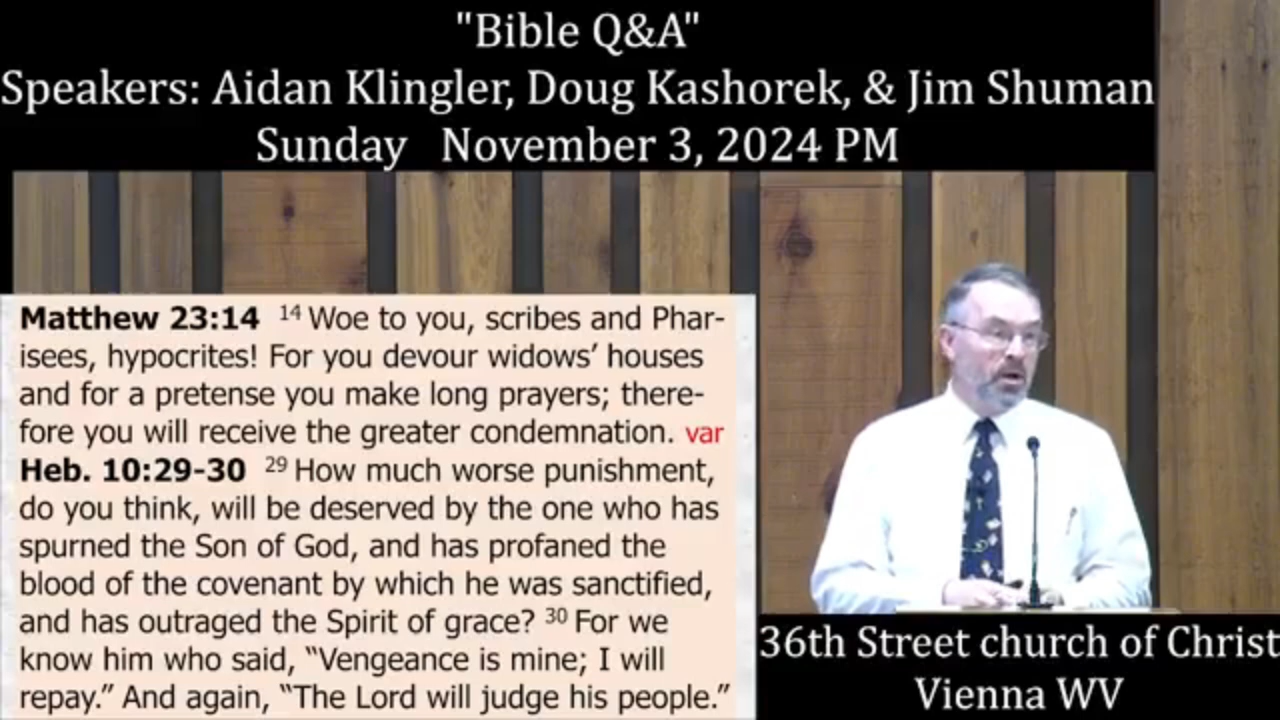 "Bible Q&A"
Speakers: Aidan Klingler, Doug Kashorek, & Jim Shuman
Sunday November 3, 2024 PM
Matthew 23:14 14 Woe to you, scribes and Phar-
isees, hypocrites! For you devour widows’ houses
and for a pretense you make long prayers; there-
fore you will receive the greater condemnation. var
Heb. 10:29-30 29 How much worse punishment,
do you think, will be deserved by the one who has
spurned the Son of God, and has profaned the
blood of the covenant by which he was sanctified,
and has outraged the Spirit of grace? 30 For we
know him who said, “Vengeance is mine; I will
repay.” And again, “The Lord will judge his people.”
36th Street church of Christ
Vienna WV